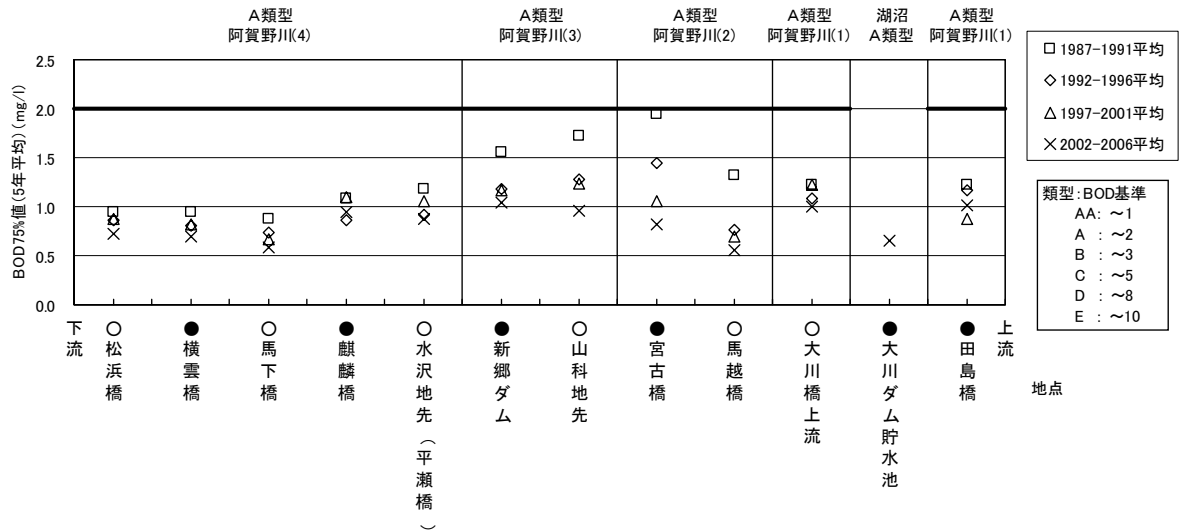 A類型
阿賀野川(4)
A類型
阿賀野川(3)
A類型
阿賀野川(2)
A類型
阿賀野川(1)
湖沼
A類型
A類型
阿賀野川(1)
BOD75%値(5年平均)(mg/l)
2.5
2.0
1.5
1.0
0.5
0.0
□1987-1991平均
◇1992-1996平均
△1997-2001平均
×2002-2006平均
類型:BOD基準
AA: ~1
A : ~2
B : ~3
C : ~5
D : ~8
E : ~10
下流
○松浜橋
●横雲橋
○馬下橋
●麒麟橋
○水沢地先(平瀬橋)
●新郷ダム
○山科地先
●宮古橋
○馬越橋
○大川橋上流
●大川ダム貯水池
●田島橋
上流
地点